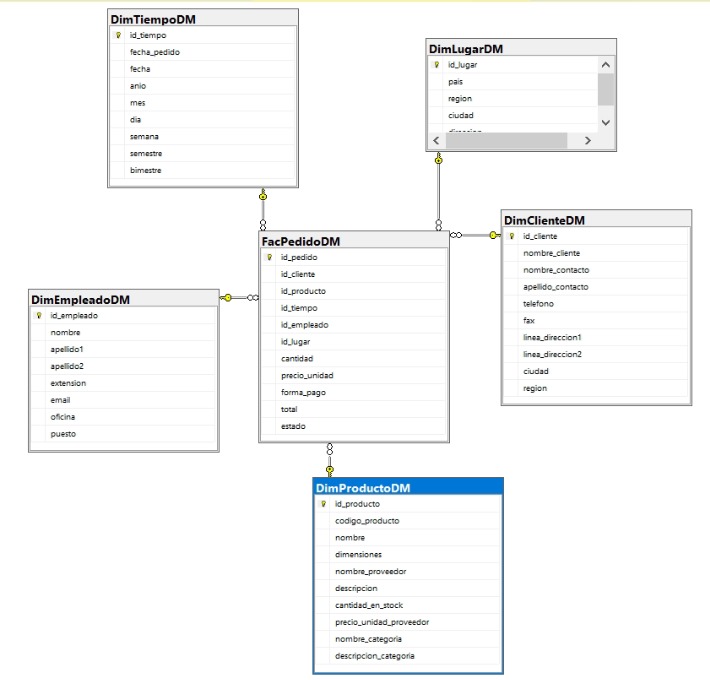 DimTiempoDM
id_tiempo
fecha_pedido
fecha
anio
mes
dia
semana
semestre
bimestre
DimLugarDM
id_lugar
pais
region
ciudad
DimClienteDM
id_cliente
nombre_cliente
nombre_contacto
apellido_contacto
telefono
fax
linea_direccion1
linea_direccion2
ciudad
region
FacPedidoDM
id_pedido
id_cliente
id_producto
id_tiempo
id_empleado
id_lugar
cantidad
precio_unidad
forma_pago
total
estado
DimEmpleadoDM
id_empleado
nombre
apellido1
apellido2
extension
email
oficina
puesto
DimProductoDM
id_producto
codigo_producto
nombre
dimensiones
nombre_proveedor
descripcion
cantidad_en_stock
precio_unidad_proveedor
nombre_categoria
descripcion_categoria